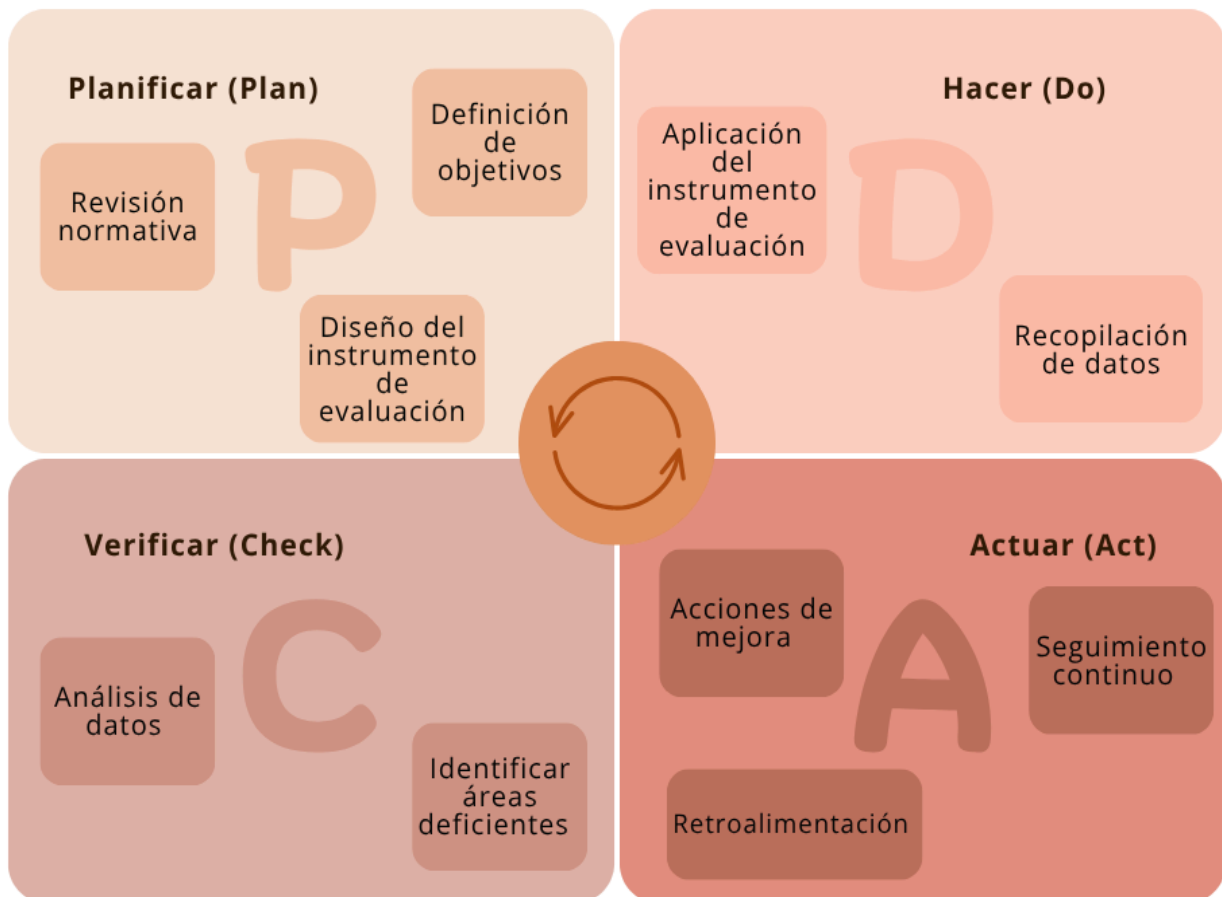 Planificar (Plan)
P
Definición
de
objetivos
Revisión
normativa
Diseño del
instrumento
de
evaluación
Hacer (Do)
D
Aplicación
del
instrumento
de
evaluación
Recopilación
de datos
Verificar (Check)
C
Análisis de
datos
Identificar
áreas
deficientes
Actuar (Act)
A
Acciones de
mejora
Seguimiento
continuo
Retroalimentación